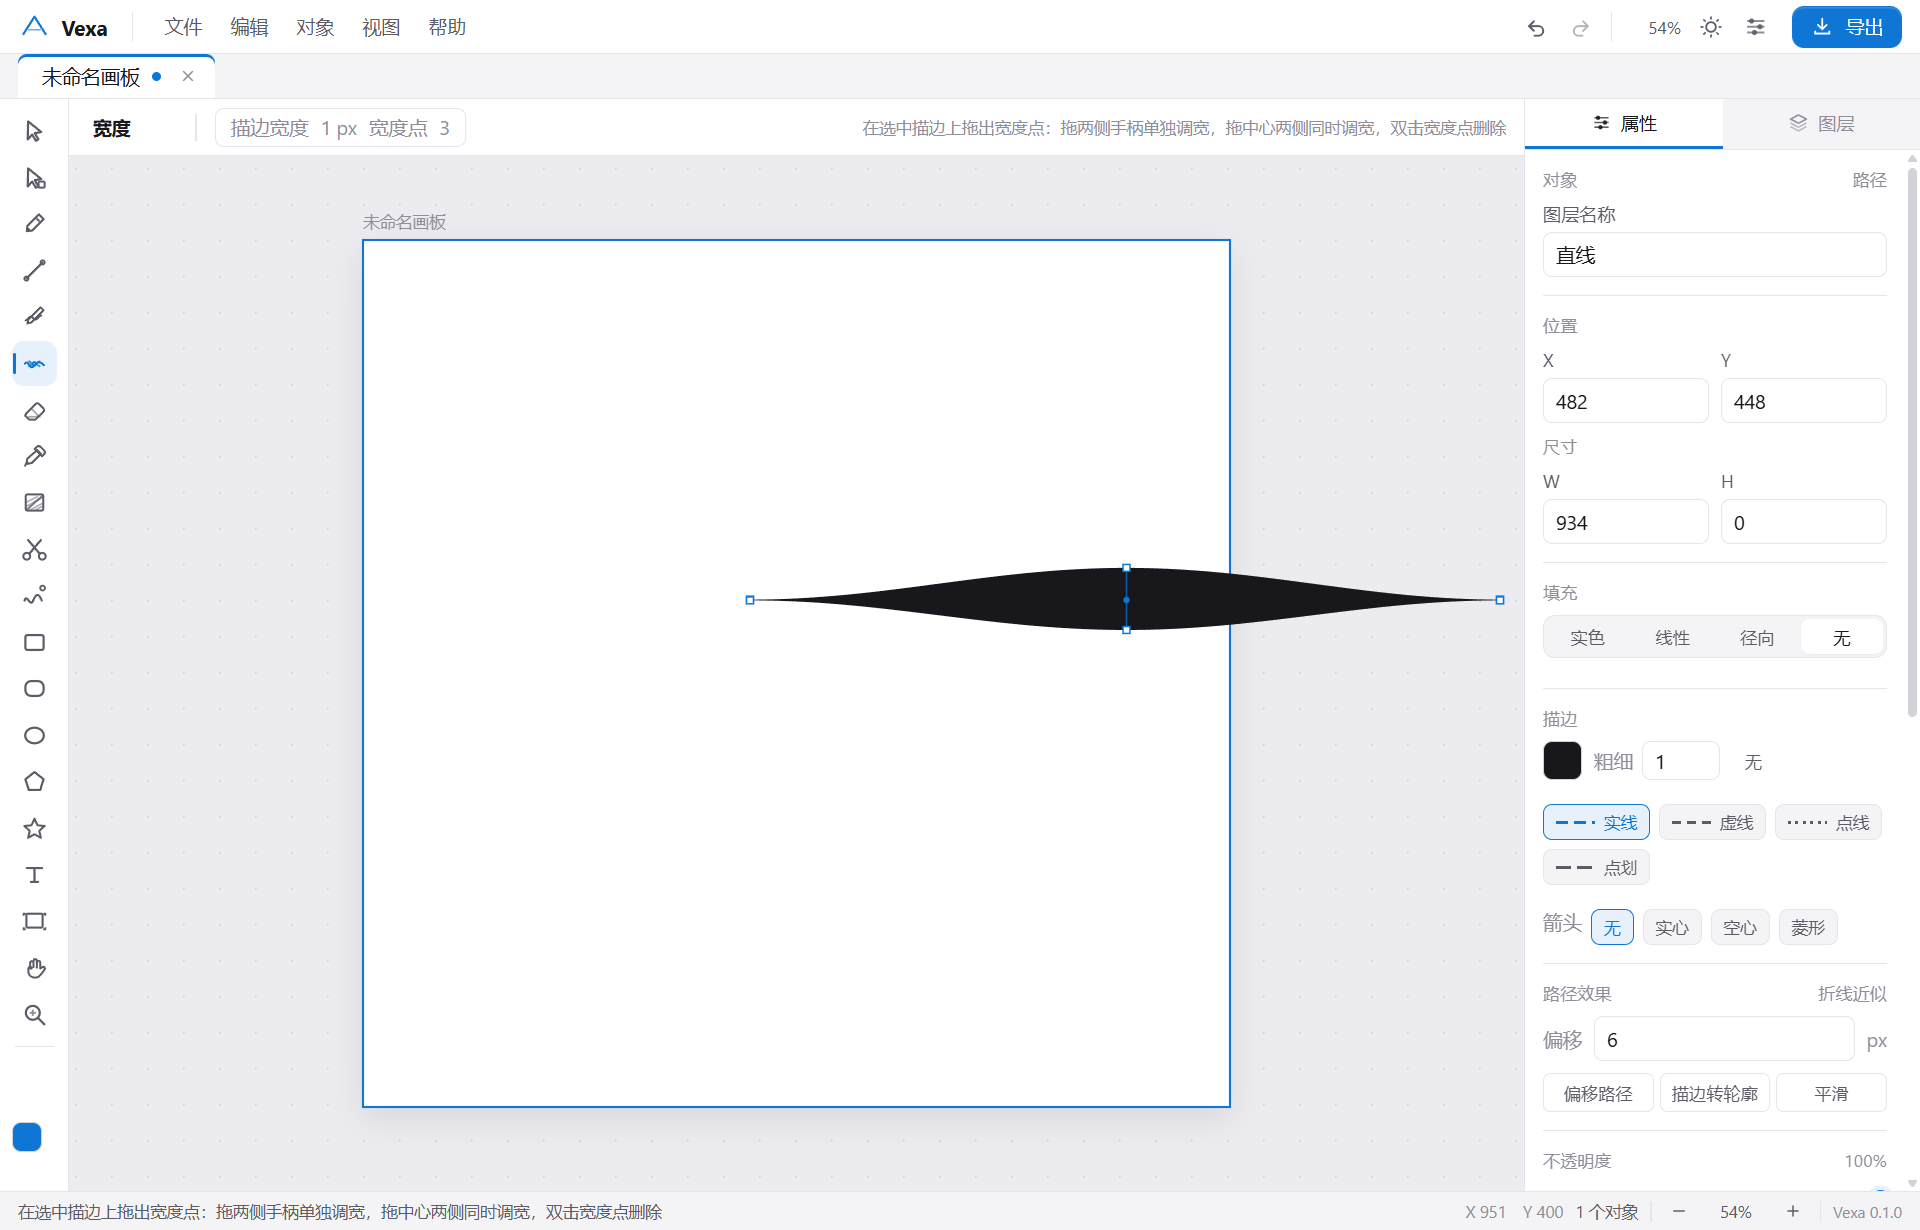 Vexa
文件
编辑
对象
视图
帮助
54%
导出
未命名画板
宽度
描边宽度 1 px 宽度点 3
在选中描边上拖出宽度点：拖两侧手柄单独调宽，拖中心两侧同时调宽，双击宽度点删除
属性
图层
未命名画板
对象 路径
图层名称
直线
位置
X Y
482 448
尺寸
W H
934 0
填充
实色 线性 径向 无
描边
粗细 1 无
实线 虚线 点线
点划
箭头 无 实心 空心 菱形
路径效果 折线近似
偏移 6 px
偏移路径 描边转轮廓 平滑
不透明度 100%
在选中描边上拖出宽度点：拖两侧手柄单独调宽，拖中心两侧同时调宽，双击宽度点删除
X 951 Y 400 1 个对象 54% Vexa 0.1.0